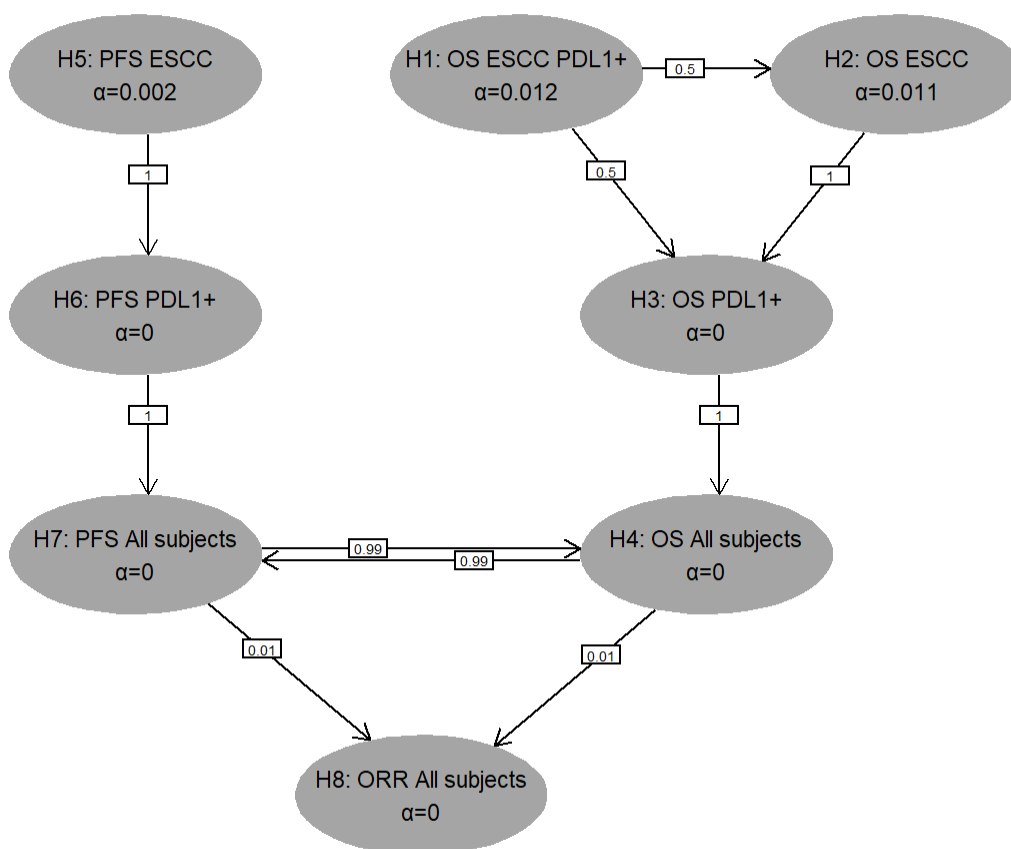 H5: PFS ESCC
α=0.002
H1: OS ESCC PDL1+
α=0.012
H2: OS ESCC
α=0.011
0.5
1
0.5
1
H6: PFS PDL1+
α=0
H3: OS PDL1+
α=0
1
1
H7: PFS All subjects
α=0
H4: OS All subjects
α=0
0.99
0.99
0.01
0.01
H8: ORR All subjects
α=0